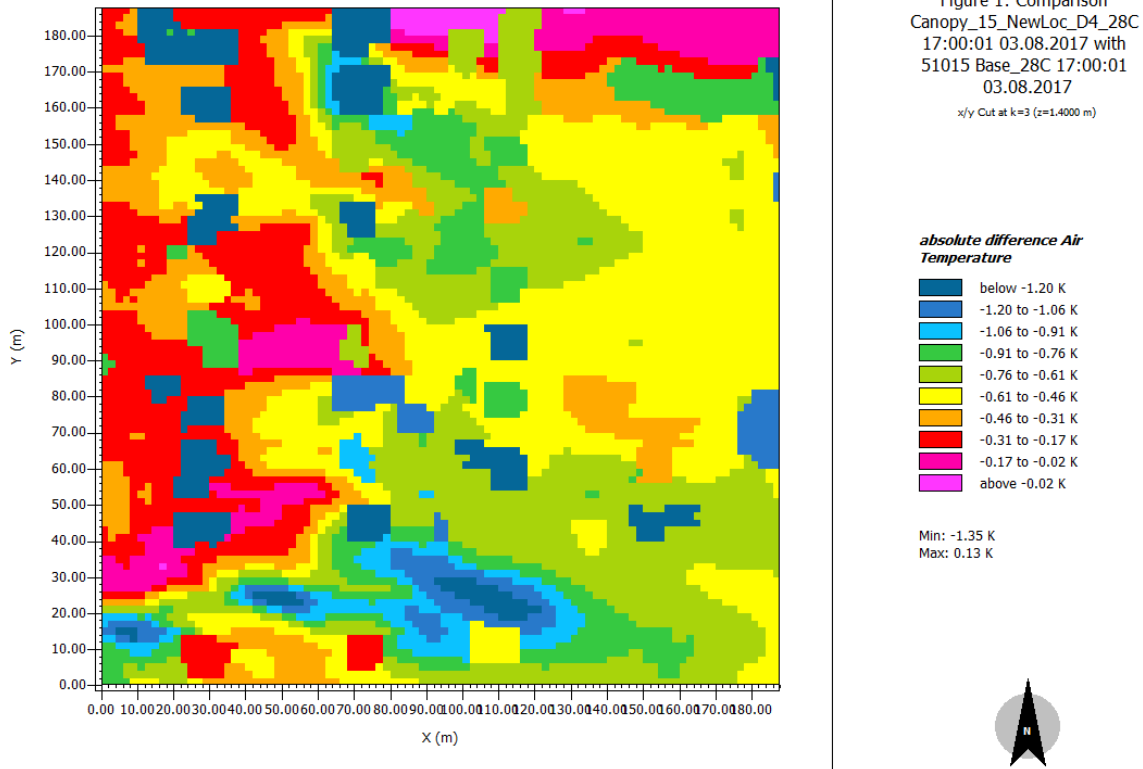 Figure 1: Comparison
Canopy_15_NewLoc_D4_28C
17:00:01 03.08.2017 with
51015 Base_28C 17:00:01
03.08.2017
x/y Cut at k=3 (z=1.4000 m)
absolute difference Air
Temperature
below -1.20 K
-1.20 to -1.06 K
-1.06 to -0.91 K
-0.91 to -0.76 K
-0.76 to -0.61 K
-0.61 to -0.46 K
-0.46 to -0.31 K
-0.31 to -0.17 K
-0.17 to -0.02 K
above -0.02 K
Min: -1.35 K
Max: 0.13 K
N
Y (m)
180.00
170.00
160.00
150.00
140.00
130.00
120.00
110.00
100.00
90.00
80.00
70.00
60.00
50.00
40.00
30.00
20.00
10.00
0.00
0.00 10.00 20.00 30.00 40.00 50.00 60.00 70.00 80.00 90.00 100.00 110.00 120.00 130.00 140.00 150.00 160.00 170.00 180.00
X (m)